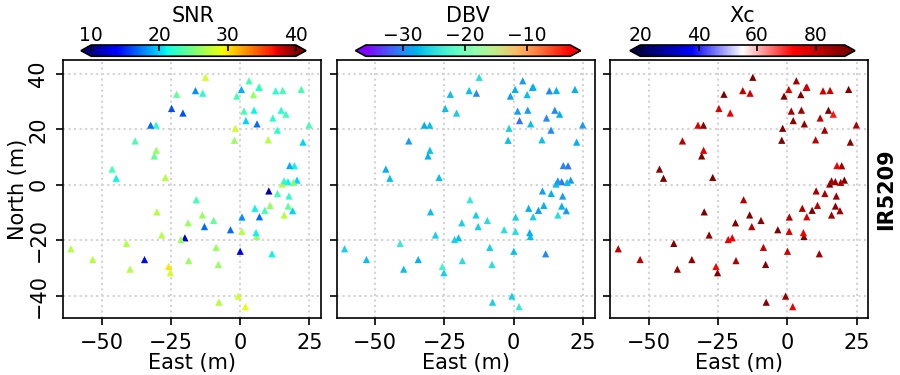 SNR DBV Xc
10 20 30 40 −30 −20 −10 20 40 60 80
40
20
0
−20
−40
North (m)
IR5209
−50 −25 0 25 −50 −25 0 25 −50 −25 0 25
East (m) East (m) East (m)